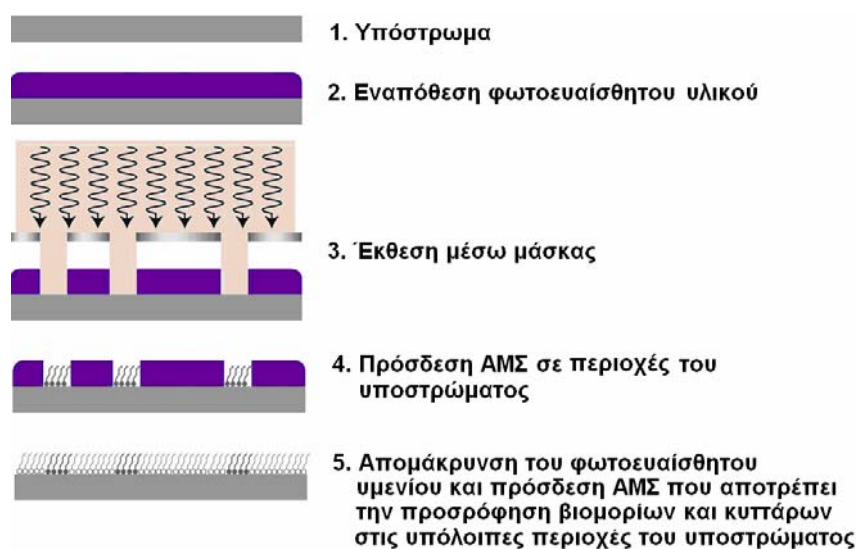 1. Υπόστρωμα
2. Εναπόθεση φωτοευαίσθητου υλικού
3. Έκθεση μέσω μάσκας
4. Πρόσδεση ΑΜΣ σε περιοχές του
υποστρώματος
5. Απομάκρυνση του φωτοευαίσθητου
υμενίου και πρόσδεση ΑΜΣ που αποτρέπει
την προσρόφηση βιομορίων και κυττάρων
στις υπόλοιπες περιοχές του υποστρώματος